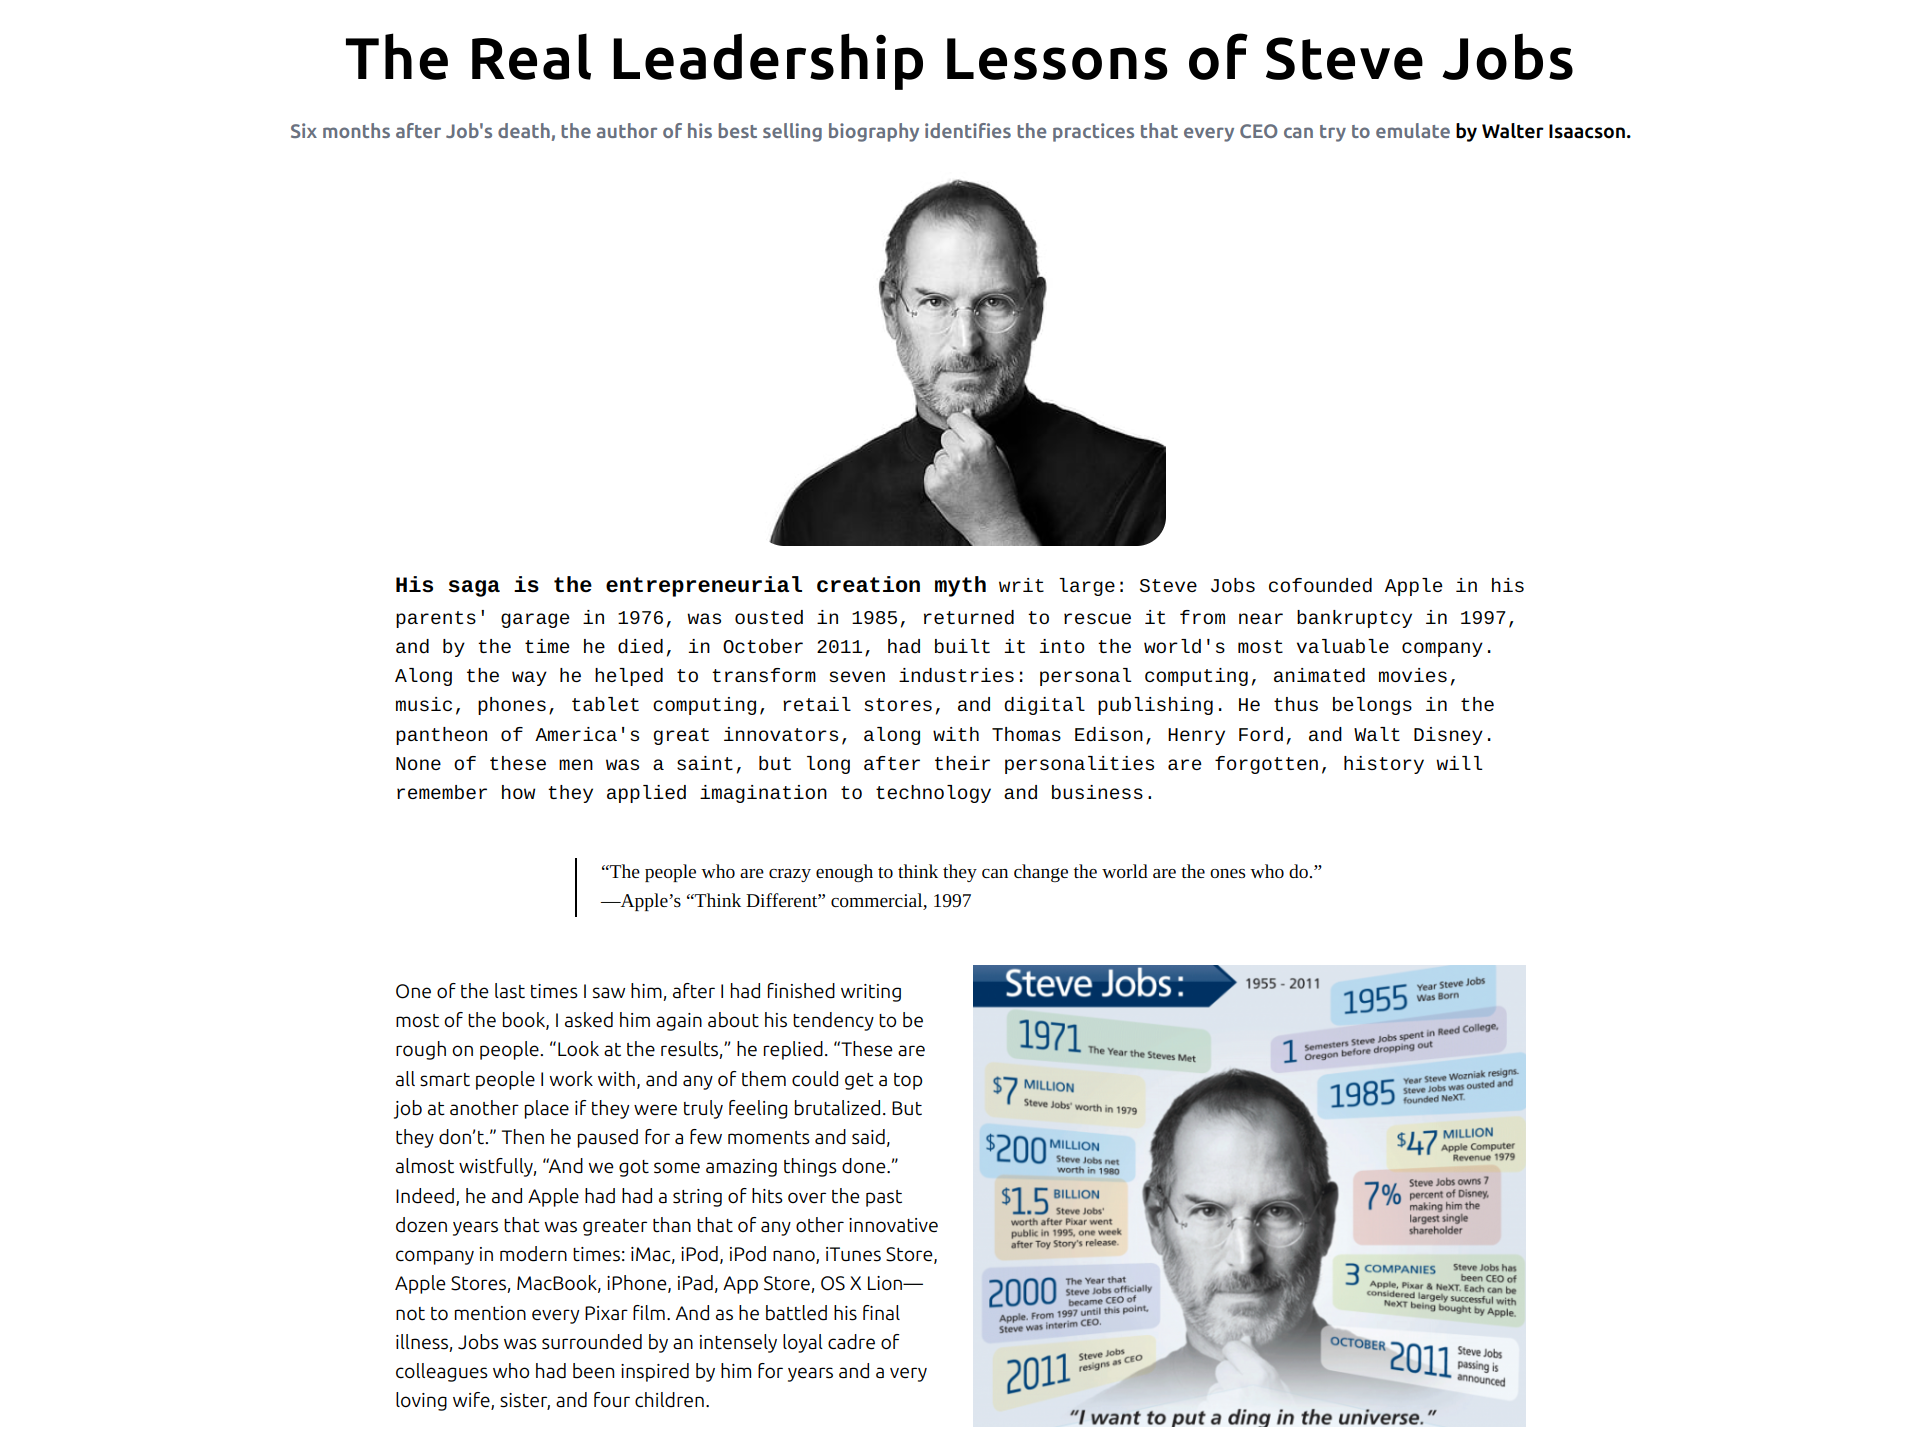 The Real Leadership Lessons of Steve Jobs
Six months after Job's death, the author of his best selling biography identifies the practices that every CEO can try to emulate by Walter Isaacson.
His saga is the entrepreneurial creation myth writ large: Steve Jobs cofounded Apple in his
parents' garage in 1976, was ousted in 1985, returned to rescue it from near bankruptcy in 1997,
and by the time he died, in October 2011, had built it into the world's most valuable company.
Along the way he helped to transform seven industries: personal computing, animated movies,
music, phones, tablet computing, retail stores, and digital publishing. He thus belongs in the
pantheon of America's great innovators, along with Thomas Edison, Henry Ford, and Walt Disney.
None of these men was a saint, but long after their personalities are forgotten, history will
remember how they applied imagination to technology and business.
“The people who are crazy enough to think they can change the world are the ones who do.”
—Apple’s “Think Different” commercial, 1997
One of the last times I saw him, after I had finished writing
most of the book, I asked him again about his tendency to be
rough on people. “Look at the results,” he replied. “These are
all smart people I work with, and any of them could get a top
job at another place if they were truly feeling brutalized. But
they don’t.” Then he paused for a few moments and said,
almost wistfully, “And we got some amazing things done.”
Indeed, he and Apple had had a string of hits over the past
dozen years that was greater than that of any other innovative
company in modern times: iMac, iPod, iPod nano, iTunes Store,
Apple Stores, MacBook, iPhone, iPad, App Store, OS X Lion—
not to mention every Pixar film. And as he battled his final
illness, Jobs was surrounded by an intensely loyal cadre of
colleagues who had been inspired by him for years and a very
loving wife, sister, and four children.
Steve Jobs:
1955 - 2011
1971 The Year the Steves Met
$7 MILLION
Steve Jobs' worth in 1979
$200 MILLION
Steve Jobs net
worth in 1980
$1.5 BILLION
Steve Jobs'
worth after Pixar went
public in 1995, one week
after Toy Story's release.
2000 The Year that
Steve Jobs officially
became CEO of
Apple. From 1997 until this point,
Steve was interim CEO.
2011 Steve Jobs
resigns as CEO
1955 Year Steve Jobs
Was Born
1 Semesters Steve Jobs spent in Reed College,
Oregon before dropping out
1985 Year Steve Wozniak resigns.
Steve Jobs was ousted and
founded NeXT.
$47 MILLION
Apple Computer
Revenue 1979
7% Steve Jobs owns 7
percent of Disney,
making him the
largest single
shareholder
3 COMPANIES Steve Jobs has
been CEO of
Apple, Pixar & NeXT. Each can be
considered largely successful with
NeXT being bought by Apple.
OCTOBER 2011 Steve Jobs
passing is
announced
“I want to put a ding in the universe.”